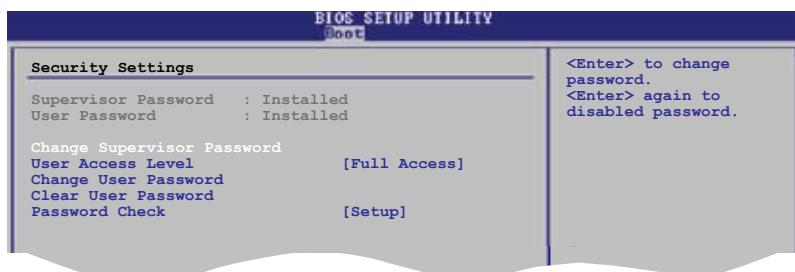 BIOS SETUP UTILITY
Boot
Security Settings
Supervisor Password : Installed
User Password : Installed
Change Supervisor Password
User Access Level [Full Access]
Change User Password
Clear User Password
Password Check [Setup]
<Enter> to change
password.
<Enter> again to
disabled password.